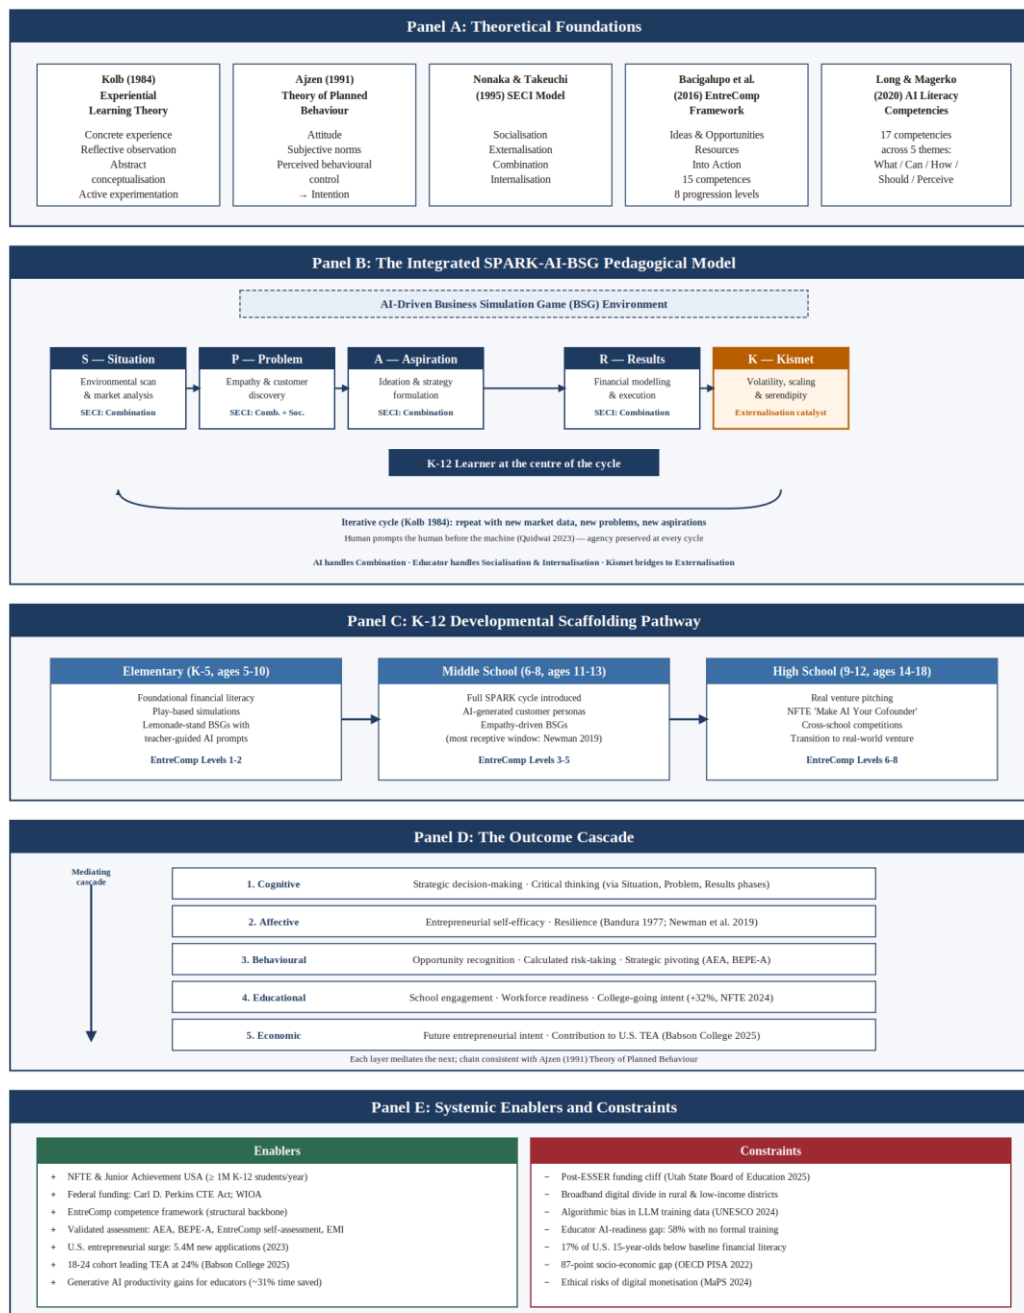 Panel A: Theoretical Foundations
Kolb (1984)
Experiential
Learning Theory
Concrete experience
Reflective observation
Abstract
conceptualisation
Active experimentation
Ajzen (1991)
Theory of Planned
Behaviour
Attitude
Subjective norms
Perceived behavioural
control
→ Intention
Nonaka & Takeuchi
(1995) SECI Model
Socialisation
Externalisation
Combination
Internalisation
Bacigalupo et al.
(2016) EntreComp
Framework
Ideas & Opportunities
Resources
Into Action
15 competences
8 progression levels
Long & Magerko
(2020) AI Literacy
Competencies
17 competencies
across 5 themes:
What / Can / How /
Should / Perceive
Panel B: The Integrated SPARK-AI-BSG Pedagogical Model
AI-Driven Business Simulation Game (BSG) Environment
S — Situation
Environmental scan
& market analysis
SECI: Combination
P — Problem
Empathy & customer
discovery
SECI: Comb. + Soc.
A — Aspiration
Ideation & strategy
formulation
SECI: Combination
R — Results
Financial modelling
& execution
SECI: Combination
K — Kismet
Volatility, scaling
& serendipity
Externalisation catalyst
K-12 Learner at the centre of the cycle
Iterative cycle (Kolb 1984): repeat with new market data, new problems, new aspirations
Human prompts the human before the machine (Quidwai 2023) — agency preserved at every cycle
AI handles Combination · Educator handles Socialisation & Internalisation · Kismet bridges to Externalisation
Panel C: K-12 Developmental Scaffolding Pathway
Elementary (K-5, ages 5-10)
Foundational financial literacy
Play-based simulations
Lemonade-stand BSGs with
teacher-guided AI prompts
EntreComp Levels 1-2
Middle School (6-8, ages 11-13)
Full SPARK cycle introduced
AI-generated customer personas
Empathy-driven BSGs
(most receptive window: Newman 2019)
EntreComp Levels 3-5
High School (9-12, ages 14-18)
Real venture pitching
NFTE 'Make AI Your Cofounder'
Cross-school competitions
Transition to real-world venture
EntreComp Levels 6-8
Panel D: The Outcome Cascade
Mediating
cascade
1. Cognitive Strategic decision-making · Critical thinking (via Situation, Problem, Results phases)
2. Affective Entrepreneurial self-efficacy · Resilience (Bandura 1977; Newman et al. 2019)
3. Behavioural Opportunity recognition · Calculated risk-taking · Strategic pivoting (AEA, BEPE-A)
4. Educational School engagement · Workforce readiness · College-going intent (+32%, NFTE 2024)
5. Economic Future entrepreneurial intent · Contribution to U.S. TEA (Babson College 2025)
Each layer mediates the next; chain consistent with Ajzen (1991) Theory of Planned Behaviour
Panel E: Systemic Enablers and Constraints
Enablers
+ NFTE & Junior Achievement USA (≥ 1M K-12 students/year)
+ Federal funding: Carl D. Perkins CTE Act; WIOA
+ EntreComp competence framework (structural backbone)
+ Validated assessment: AEA, BEPE-A, EntreComp self-assessment, EMI
+ U.S. entrepreneurial surge: 5.4M new applications (2023)
+ 18-24 cohort leading TEA at 24% (Babson College 2025)
+ Generative AI productivity gains for educators (~31% time saved)
Constraints
− Post-ESSER funding cliff (Utah State Board of Education 2025)
− Broadband digital divide in rural & low-income districts
− Algorithmic bias in LLM training data (UNESCO 2024)
− Educator AI-readiness gap: 58% with no formal training
− 17% of U.S. 15-year-olds below baseline financial literacy
− 87-point socio-economic gap (OECD PISA 2022)
− Ethical risks of digital monetisation (MaPS 2024)